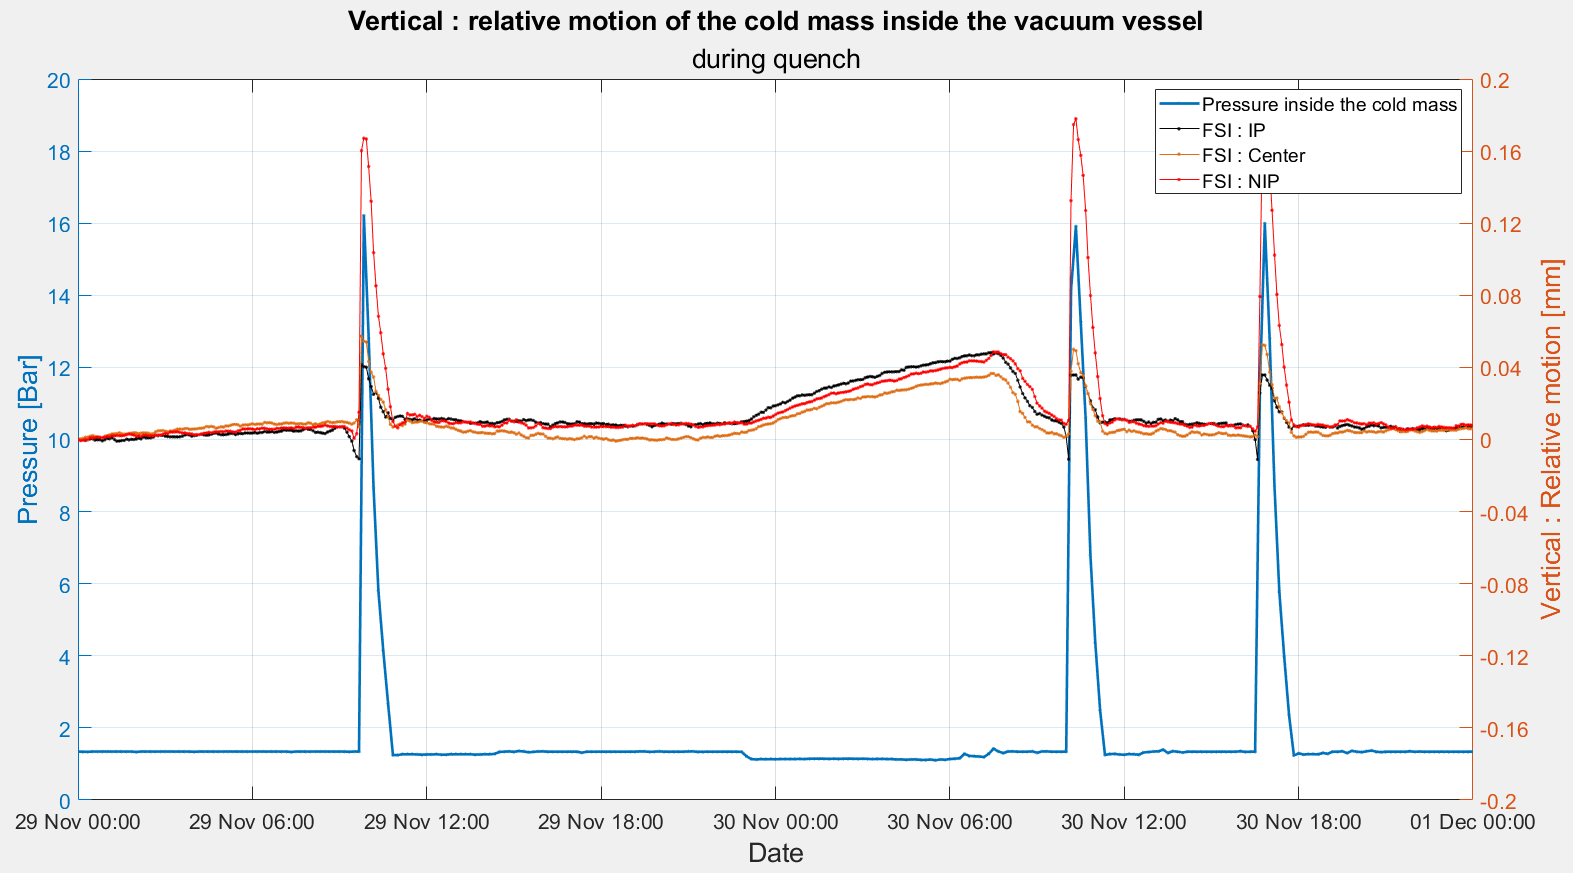 Vertical : relative motion of the cold mass inside the vacuum vessel
during quench
20
18
16
14
12
10
8
6
4
2
0
Pressure [Bar]
0.2
0.16
0.12
0.08
0.04
0
-0.04
-0.08
-0.12
-0.16
-0.2
Vertical : Relative motion [mm]
Pressure inside the cold mass
FSI : IP
FSI : Center
FSI : NIP
29 Nov 00:00 29 Nov 06:00 29 Nov 12:00 29 Nov 18:00 30 Nov 00:00 30 Nov 06:00 30 Nov 12:00 30 Nov 18:00 01 Dec 00:00
Date